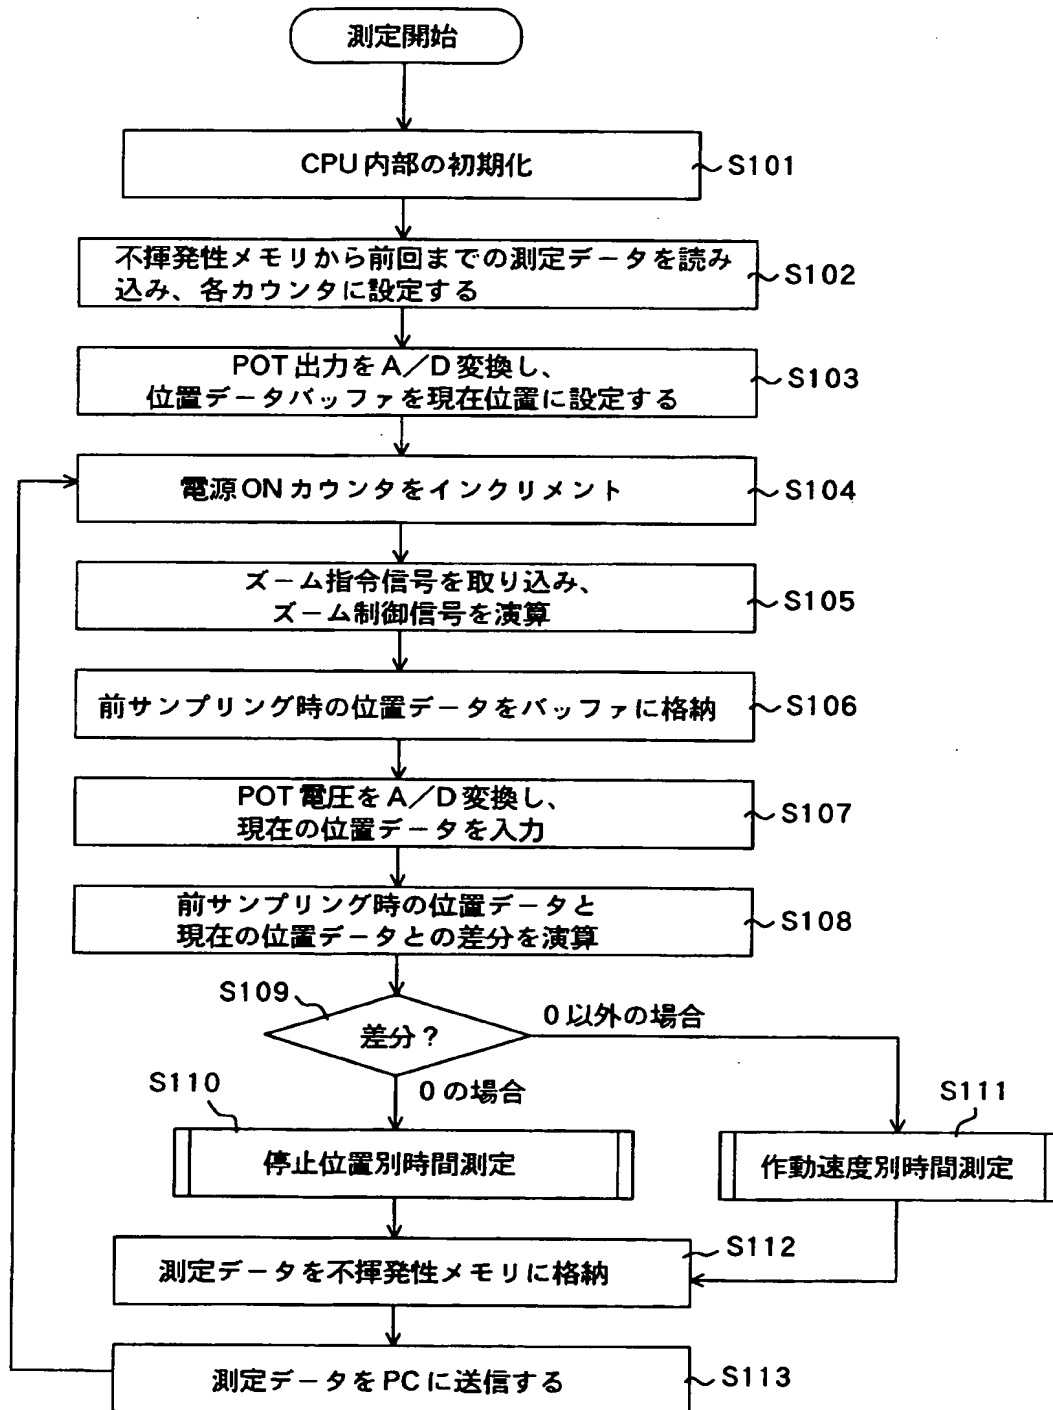 測定開始
CPU内部の初期化
S101
不揮発性メモリから前回までの測定データを読み
込み、各カウンタに設定する
S102
POT出力をA／D変換し、
位置データバッファを現在位置に設定する
S103
電源ONカウンタをインクリメント
S104
ズーム指令信号を取り込み、
ズーム制御信号を演算
S105
前サンプリング時の位置データをバッファに格納
S106
POT電圧をA／D変換し、
現在の位置データを入力
S107
前サンプリング時の位置データと
現在の位置データとの差分を演算
S108
S109
差分？
0以外の場合
0の場合
S110
停止位置別時間測定
S111
作動速度別時間測定
測定データを不揮発性メモリに格納
S112
測定データをPCに送信する
S113